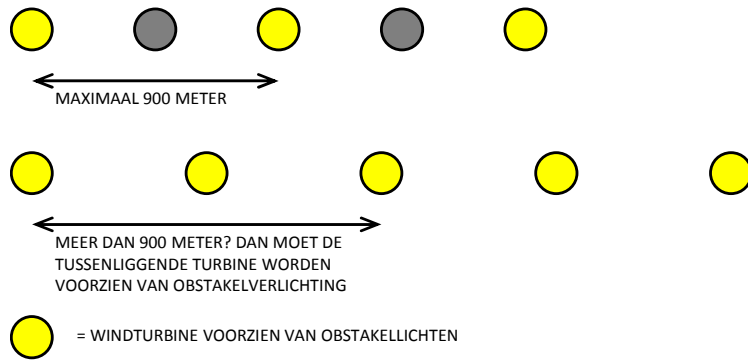 MAXIMAAL 900 METER
MEER DAN 900 METER? DAN MOET DE
TUSSENLIGGENDE TURBINE WORDEN
VOORZIEN VAN OBSTAKELVERLICHTING
= WINDTURBINE VOORZIEN VAN OBSTAKELLICHTEN